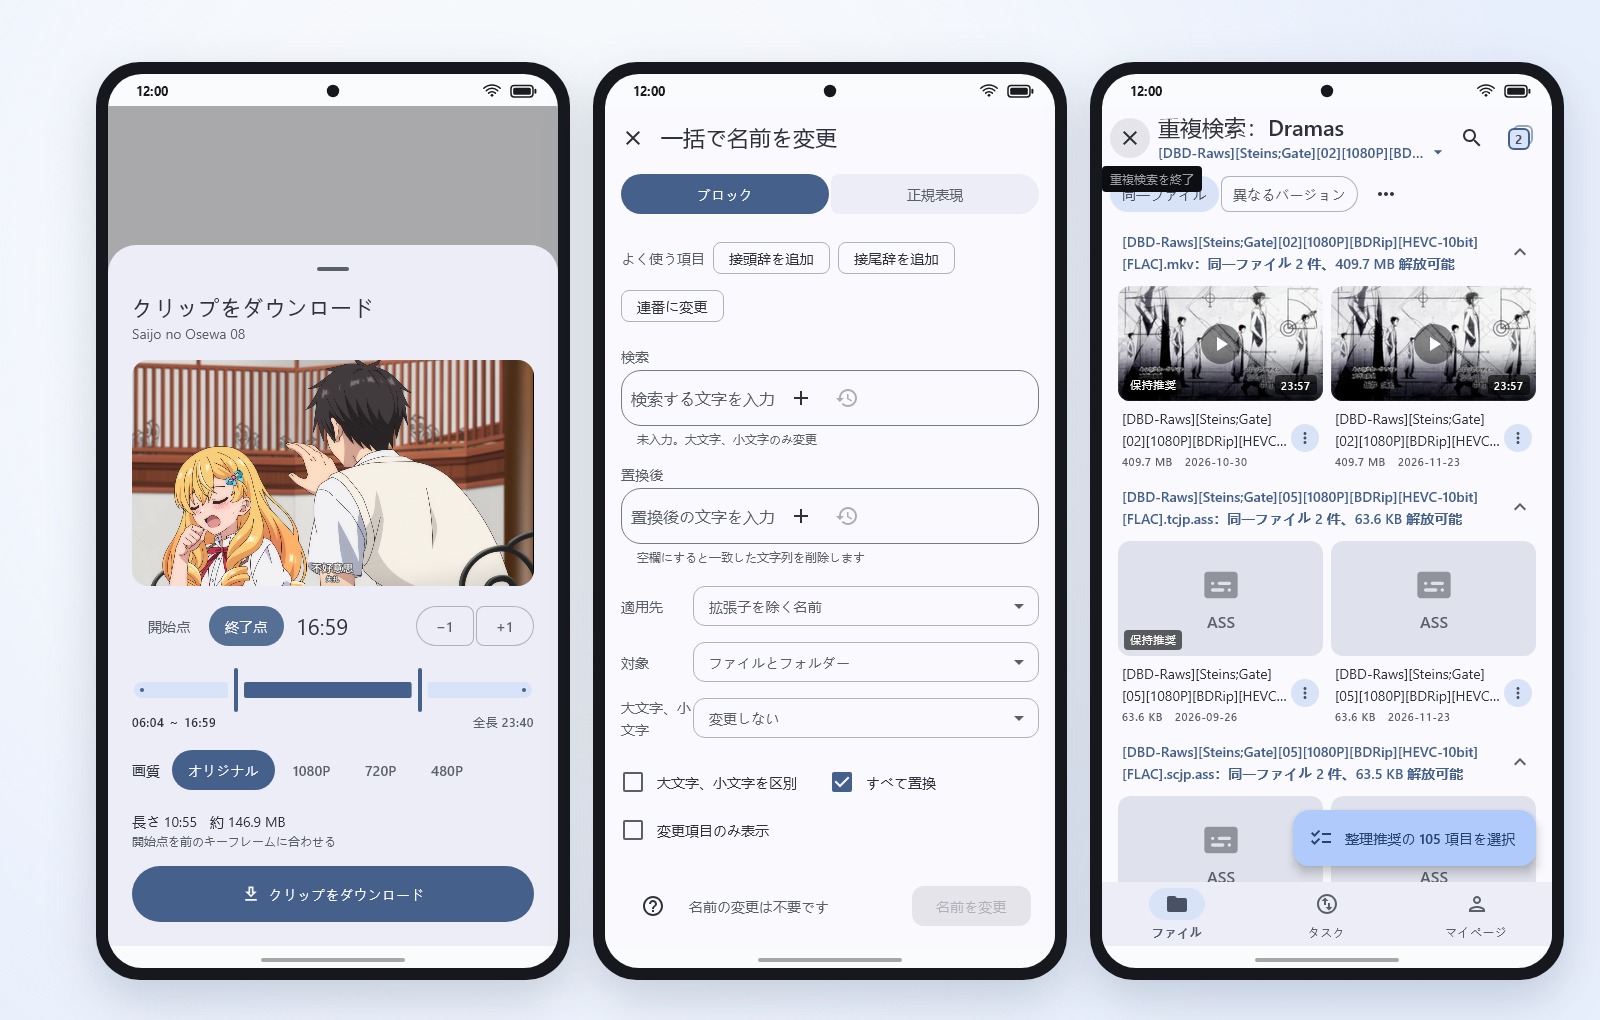 12:00
クリップをダウンロード
Saijo no Osewa 08
不好意思
失礼
開始点
終了点
16:59
−1
+1
06:04 ～ 16:59
全長 23:40
画質
オリジナル
1080P
720P
480P
長さ 10:55 約 146.9 MB
開始点を前のキーフレームに合わせる
クリップをダウンロード
12:00
一括で名前を変更
ブロック
正規表現
よく使う項目
接頭辞を追加
接尾辞を追加
連番に変更
検索
検索する文字を入力
未入力。大文字、小文字のみ変更
置換後
置換後の文字を入力
空欄にすると一致した文字列を削除します
適用先
拡張子を除く名前
対象
ファイルとフォルダー
大文字、小
文字
変更しない
大文字、小文字を区別
すべて置換
変更項目のみ表示
名前の変更は不要です
名前を変更
12:00
重複検索：Dramas
[DBD-Raws][Steins;Gate][02][1080P][BD...
2
重複検索を終了
同一ファイル
異なるバージョン
[DBD-Raws][Steins;Gate][02][1080P][BDRip][HEVC-10bit]
[FLAC].mkv：同一ファイル 2 件、409.7 MB 解放可能
保持推奨
23:57
23:57
[DBD-Raws][Steins;Gate]
[02][1080P][BDRip][HEVC...
409.7 MB 2026-10-30
[DBD-Raws][Steins;Gate]
[02][1080P][BDRip][HEVC...
409.7 MB 2026-11-23
[DBD-Raws][Steins;Gate][05][1080P][BDRip][HEVC-10bit]
[FLAC].tcjp.ass：同一ファイル 2 件、63.6 KB 解放可能
ASS
保持推奨
ASS
[DBD-Raws][Steins;Gate]
[05][1080P][BDRip][HEVC...
63.6 KB 2026-09-26
[DBD-Raws][Steins;Gate]
[05][1080P][BDRip][HEVC...
63.6 KB 2026-11-23
[DBD-Raws][Steins;Gate][05][1080P][BDRip][HEVC-10bit]
[FLAC].scjp.ass：同一ファイル 2 件、63.5 KB 解放可能
ASS
ASS
整理推奨の 105 項目を選択
ファイル
タスク
マイページ